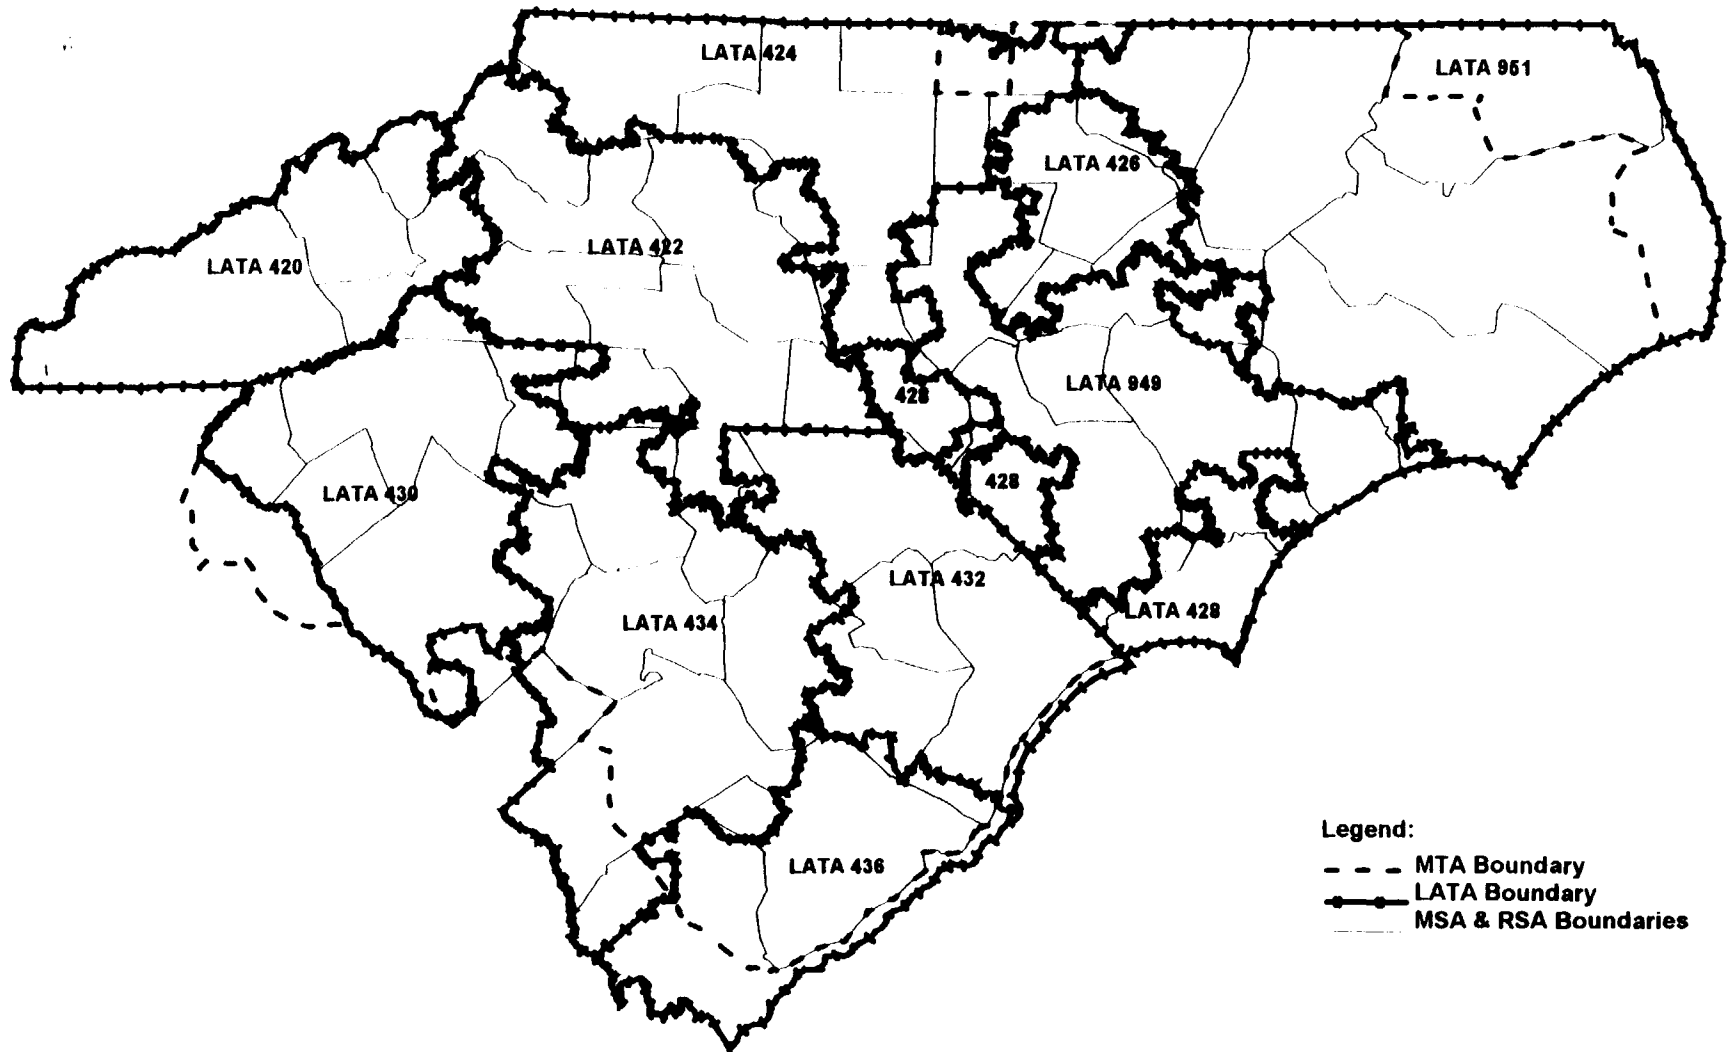 LATA 424
LATA 951
LATA 426
LATA 422
LATA 420
LATA 949
428
LATA 430
428
LATA 432
LATA 428
LATA 434
LATA 436
Legend:
MTA Boundary
LATA Boundary
MSA & RSA Boundaries